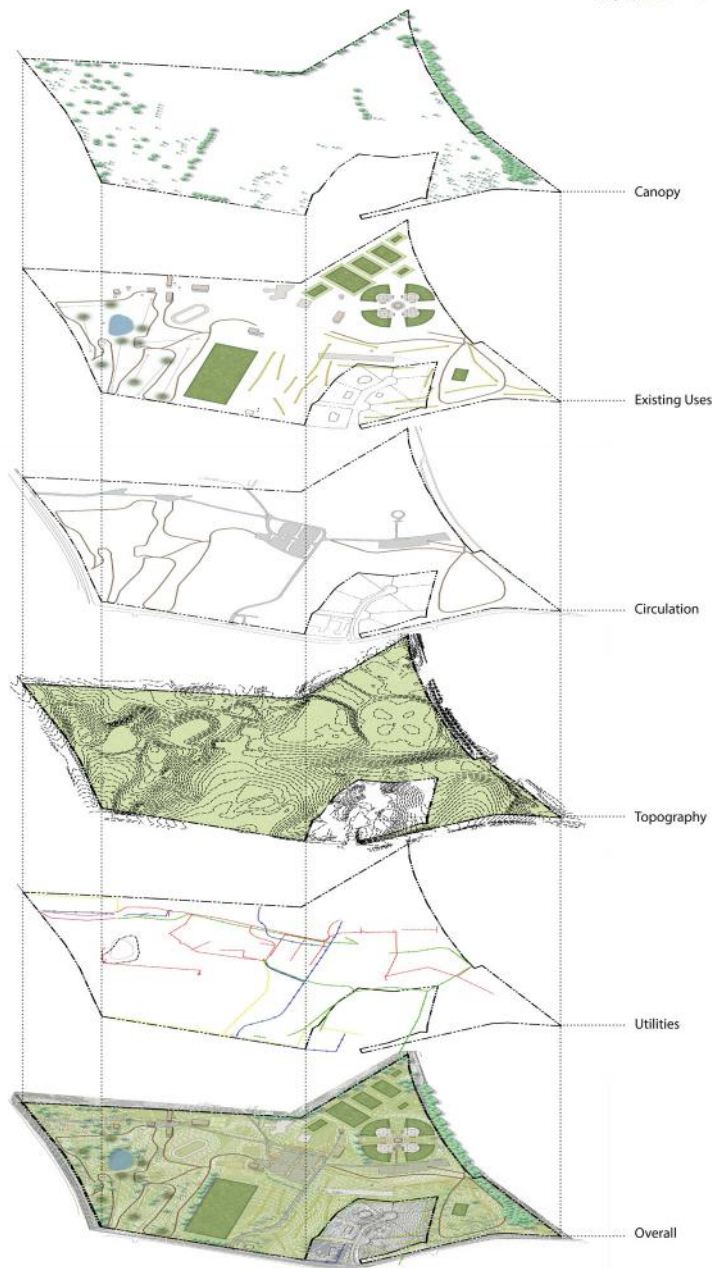 Canopy
Existing Uses
Circulation
Topography
Utilities
Overall